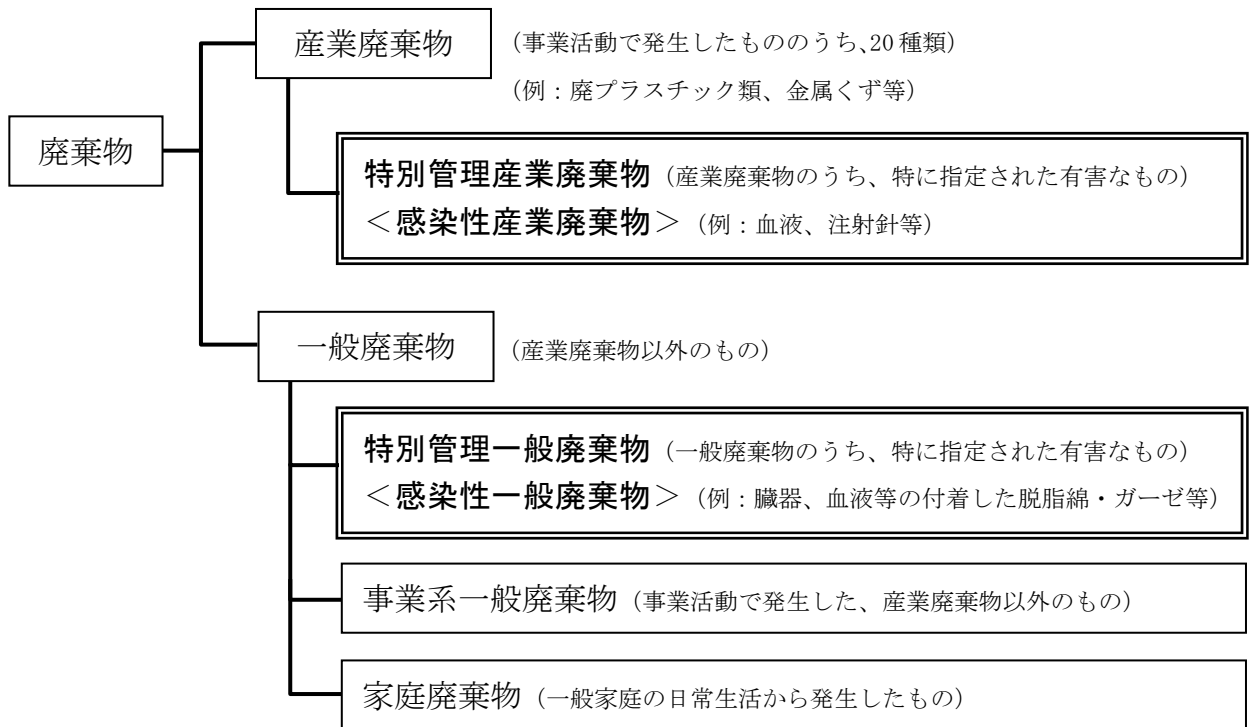 産業廃棄物 (事業活動で発生したもののうち、20 種類)
(例:廃プラスチック類、金属くず等)
廃棄物
特別管理産業廃棄物(産業廃棄物のうち、特に指定された有害なもの)
<感染性産業廃棄物>(例:血液、注射針等)
一般廃棄物 (産業廃棄物以外のもの)
特別管理一般廃棄物(一般廃棄物のうち、特に指定された有害なもの)
<感染性一般廃棄物>(例:臓器、血液等の付着した脱脂綿・ガーゼ等)
事業系一般廃棄物(事業活動で発生した、産業廃棄物以外のもの)
家庭廃棄物(一般家庭の日常生活から発生したもの)